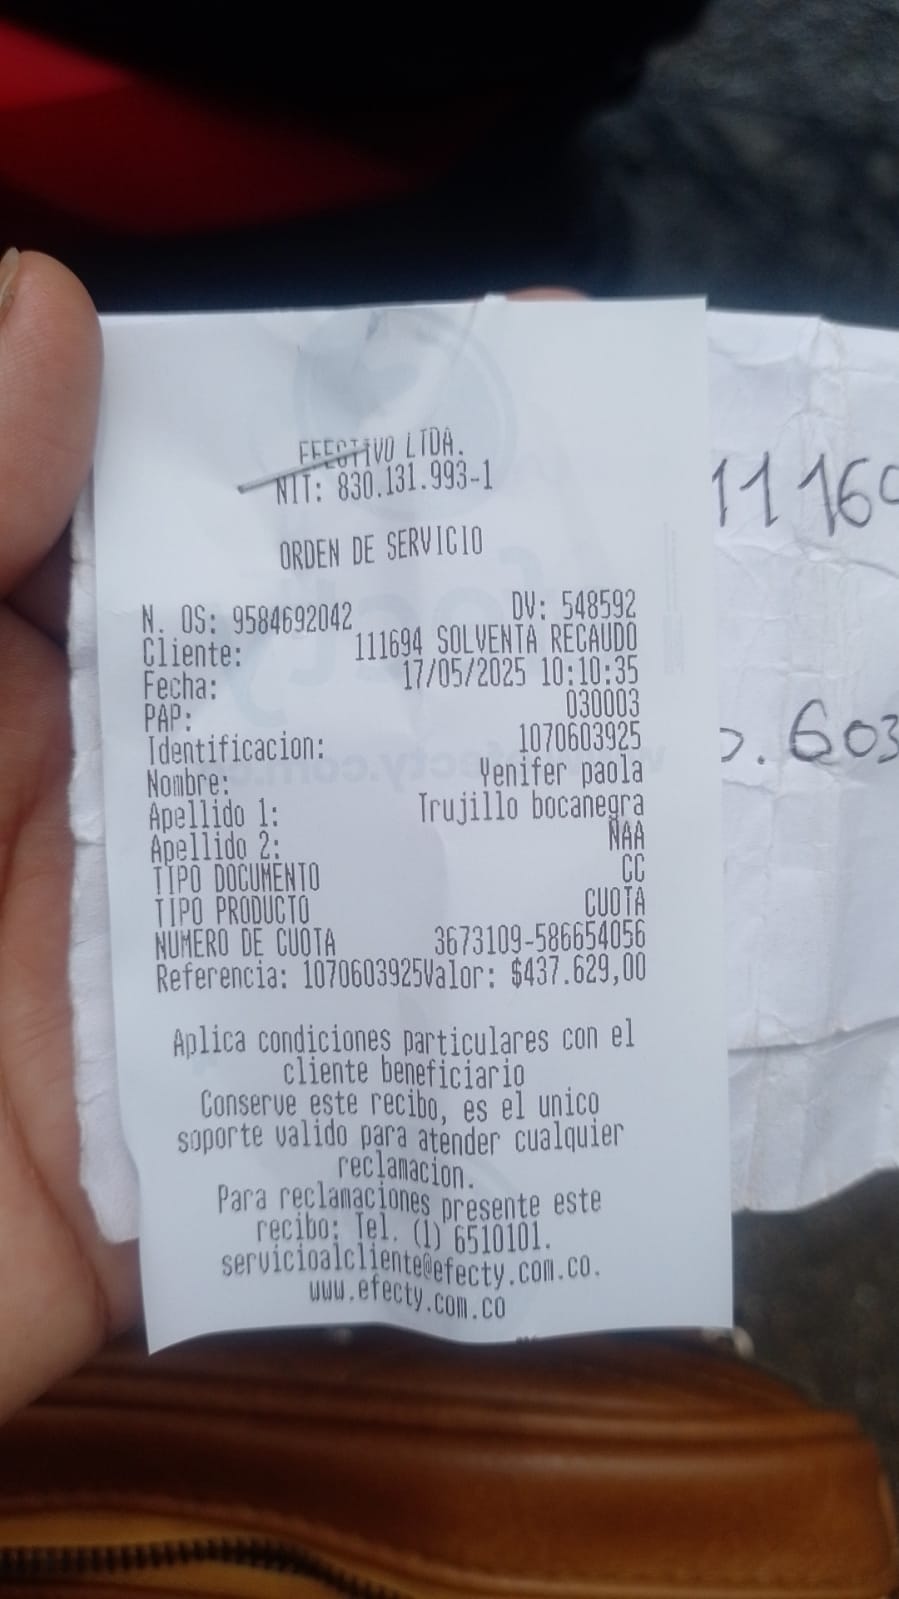 EFECTIVO LTDA.
NIT: 830.131.993-1
ORDEN DE SERVICIO
N. OS: 9584692042 DV: 548592
Cliente: 111694 SOLVENTA RECAUDO
Fecha: 17/05/2025 10:10:35
PAP: 030003
Identificacion: 1070603925
Nombre: Yenifer paola
Apellido 1: Trujillo bocanegra
Apellido 2: NAA
TIPO DOCUMENTO CC
TIPO PRODUCTO CUOTA
NUMERO DE CUOTA 3673109-586654056
Referencia: 1070603925Valor: $437.629,00
Aplica condiciones particulares con el
cliente beneficiario
Conserve este recibo, es el unico
soporte valido para atender cualquier
reclamacion.
Para reclamaciones presente este
recibo: Tel. (1) 6510101.
servicioalcliente@efecty.com.co.
www.efecty.com.co
11169
. 603